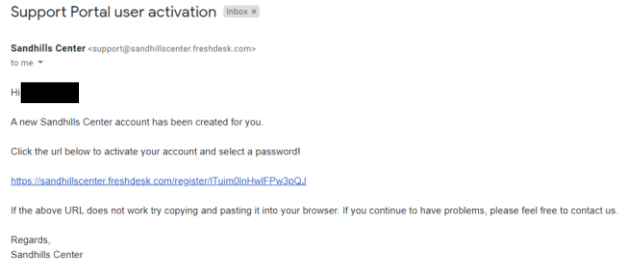 Support Portal user activation Inbox x
Sandhills Center <support@sandhillscenter.freshdesk.com>
to me
Hi
A new Sandhills Center account has been created for you.
Click the url below to activate your account and select a password!
https://sandhillscenter.freshdesk.com/register/lTuim0lnHwlFPw3pQJ
If the above URL does not work try copying and pasting it into your browser. If you continue to have problems, please feel free to contact us.
Regards,
Sandhills Center